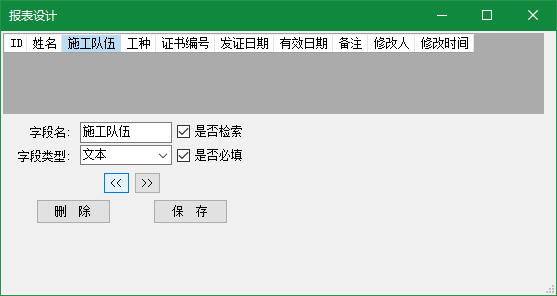 报表设计
ID 姓名 施工队伍 工种 证书编号 发证日期 有效日期 备注 修改人 修改时间
字段名: 施工队伍 是否检索
字段类型: 文本 是否必填
<< >>
删 除 保 存